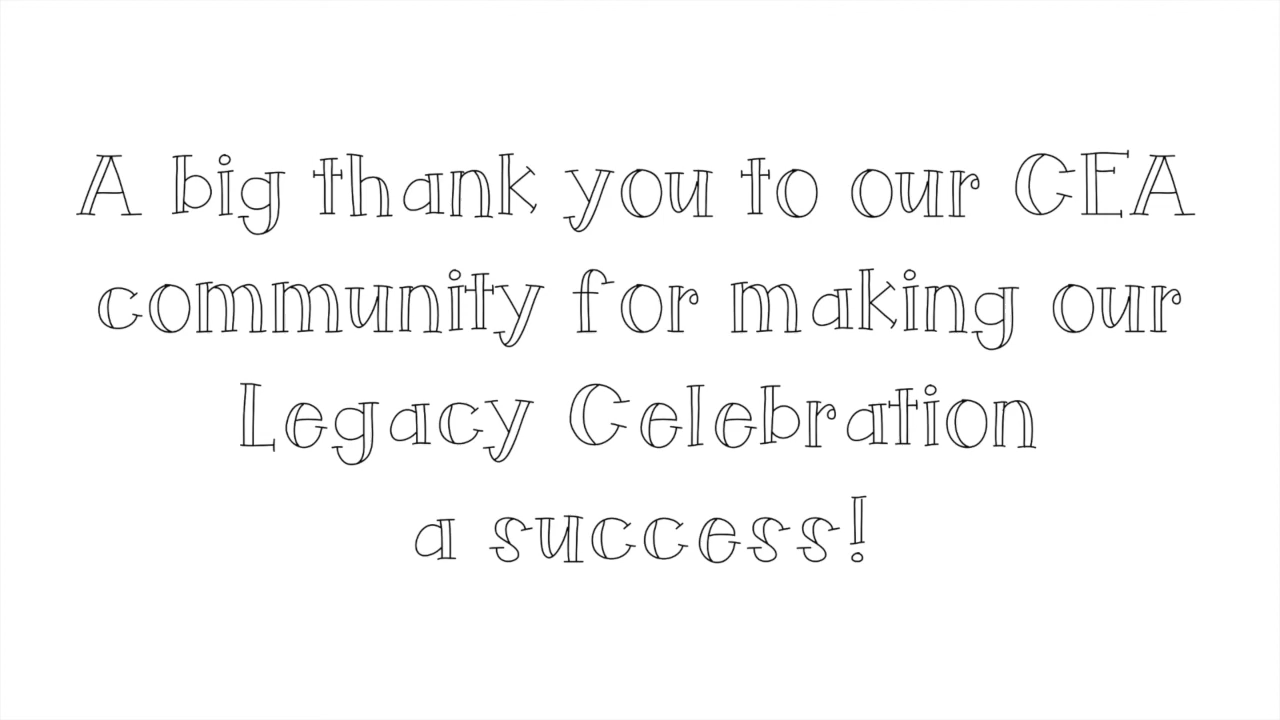 A big thank you to our CEA
community for making our
Legacy Celebration
a success!